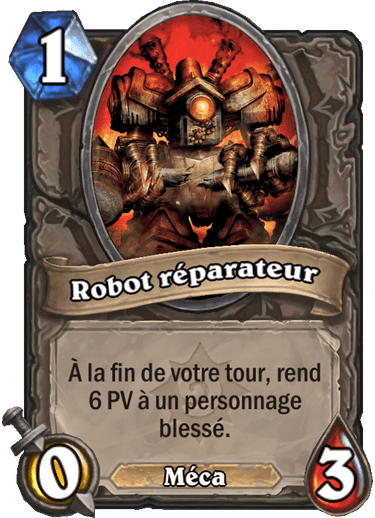 1
Robot réparateur
À la fin de votre tour, rend
6 PV à un personnage
blessé.
0
Méca
3